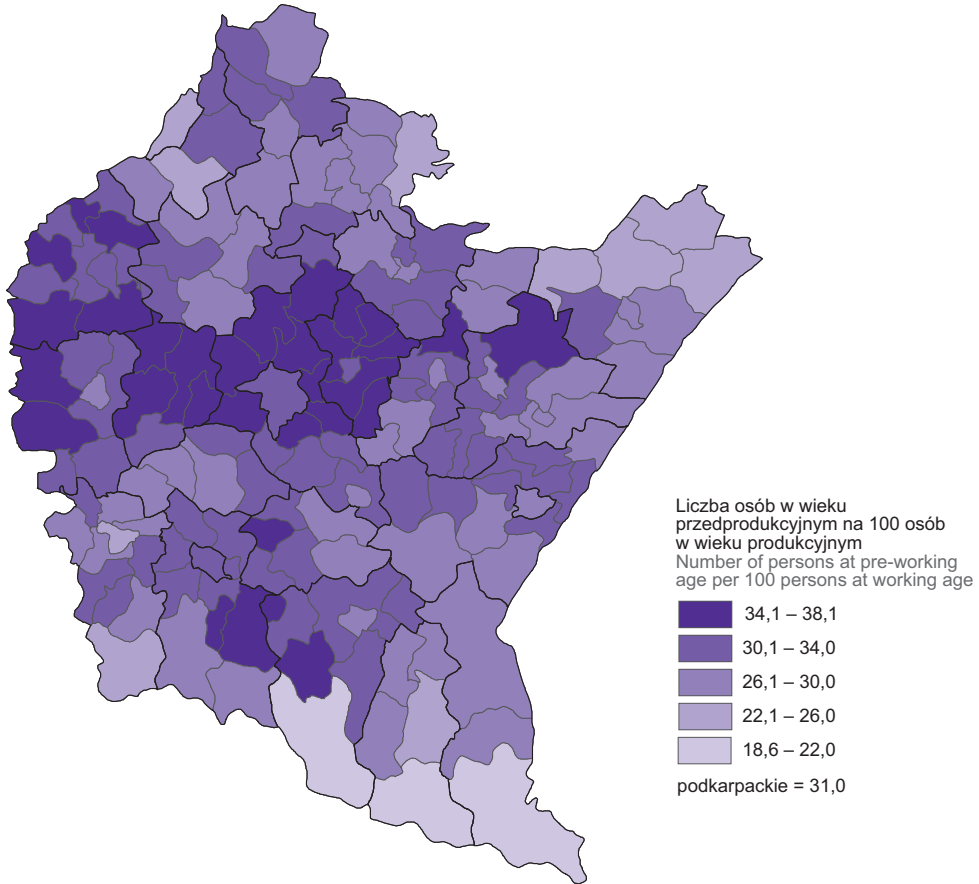 Liczba osób w wieku
przedprodukcyjnym na 100 osób
w wieku produkcyjnym
Number of persons at pre-working
age per 100 persons at working age
34,1 – 38,1
30,1 – 34,0
26,1 – 30,0
22,1 – 26,0
18,6 – 22,0
podkarpackie = 31,0